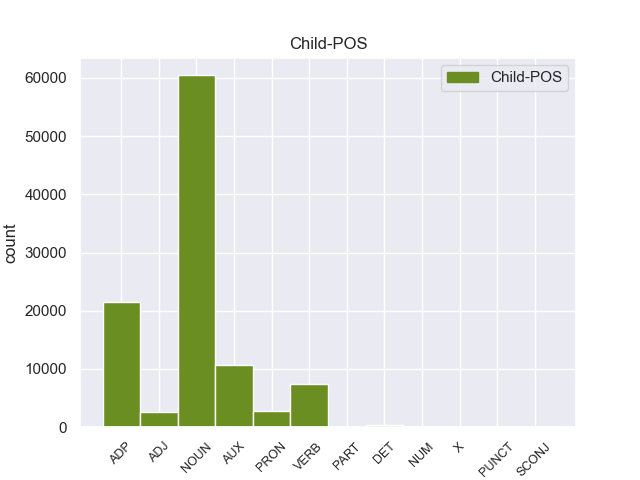 Child-POS
Child-POS
60000
50000
40000
30000
20000
10000
0
count
ADP
ADJ
NOUN
AUX
PRON
VERB
PART
DET
NUM
X
PUNCT
SCONJ